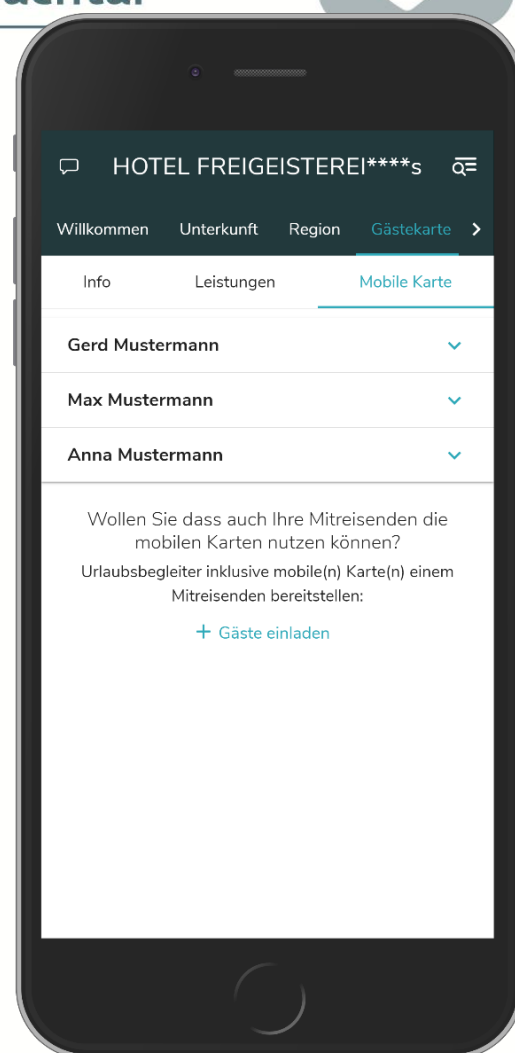 HOTEL FREIGEISTEREI****s
Willkommen Unterkunft Region Gästekarte
Info Leistungen Mobile Karte
Gerd Mustermann
Max Mustermann
Anna Mustermann
Wollen Sie dass auch Ihre Mitreisenden die
mobilen Karten nutzen können?
Urlaubsbegleiter inklusive mobile(n) Karte(n) einem
Mitreisenden bereitstellen:
+ Gäste einladen